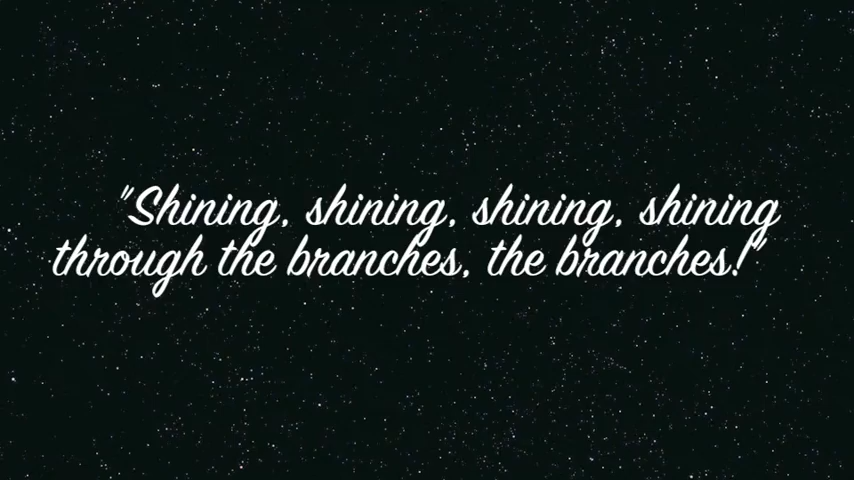 "Shining, shining, shining, shining
through the branches, the branches!"